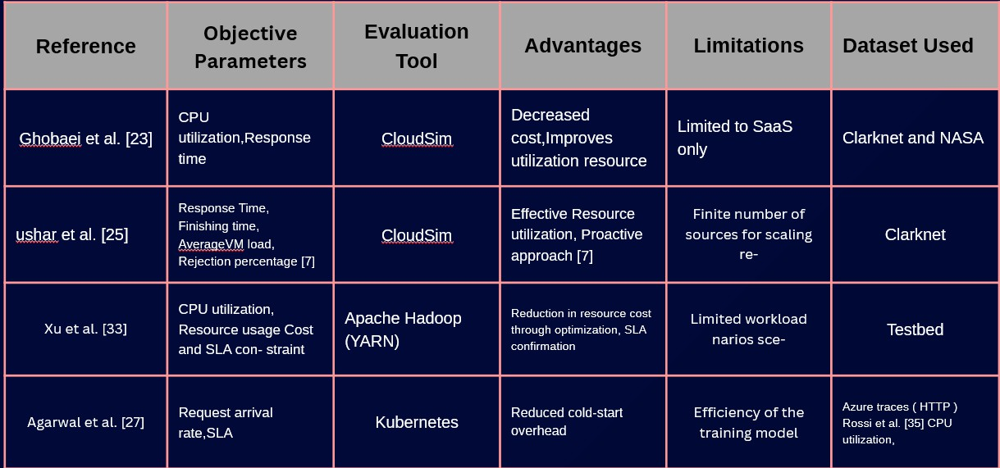 Reference
Objective
Parameters
Evaluation
Tool
Advantages
Limitations
Dataset Used
Ghobaei et al. [23]
CPU
utilization,Response
time
CloudSim
Decreased
cost,Improves
utilization resource
Limited to SaaS
only
Clarknet and NASA
ushar et al. [25]
Response Time,
Finishing time,
AverageVM load,
Rejection percentage [7]
CloudSim
Effective Resource
utilization, Proactive
approach [7]
Finite number of
sources for scaling
re-
Clarknet
Xu et al. [33]
CPU utilization,
Resource usage Cost
and SLA con- straint
Apache Hadoop
(YARN)
Reduction in resource cost
through optimization, SLA
confirmation
Limited workload
narios sce-
Testbed
Agarwal et al. [27]
Request arrival
rate,SLA
Kubernetes
Reduced cold-start
overhead
Efficiency of the
training model
Azure traces ( HTTP )
Rossi et al. [35] CPU
utilization,